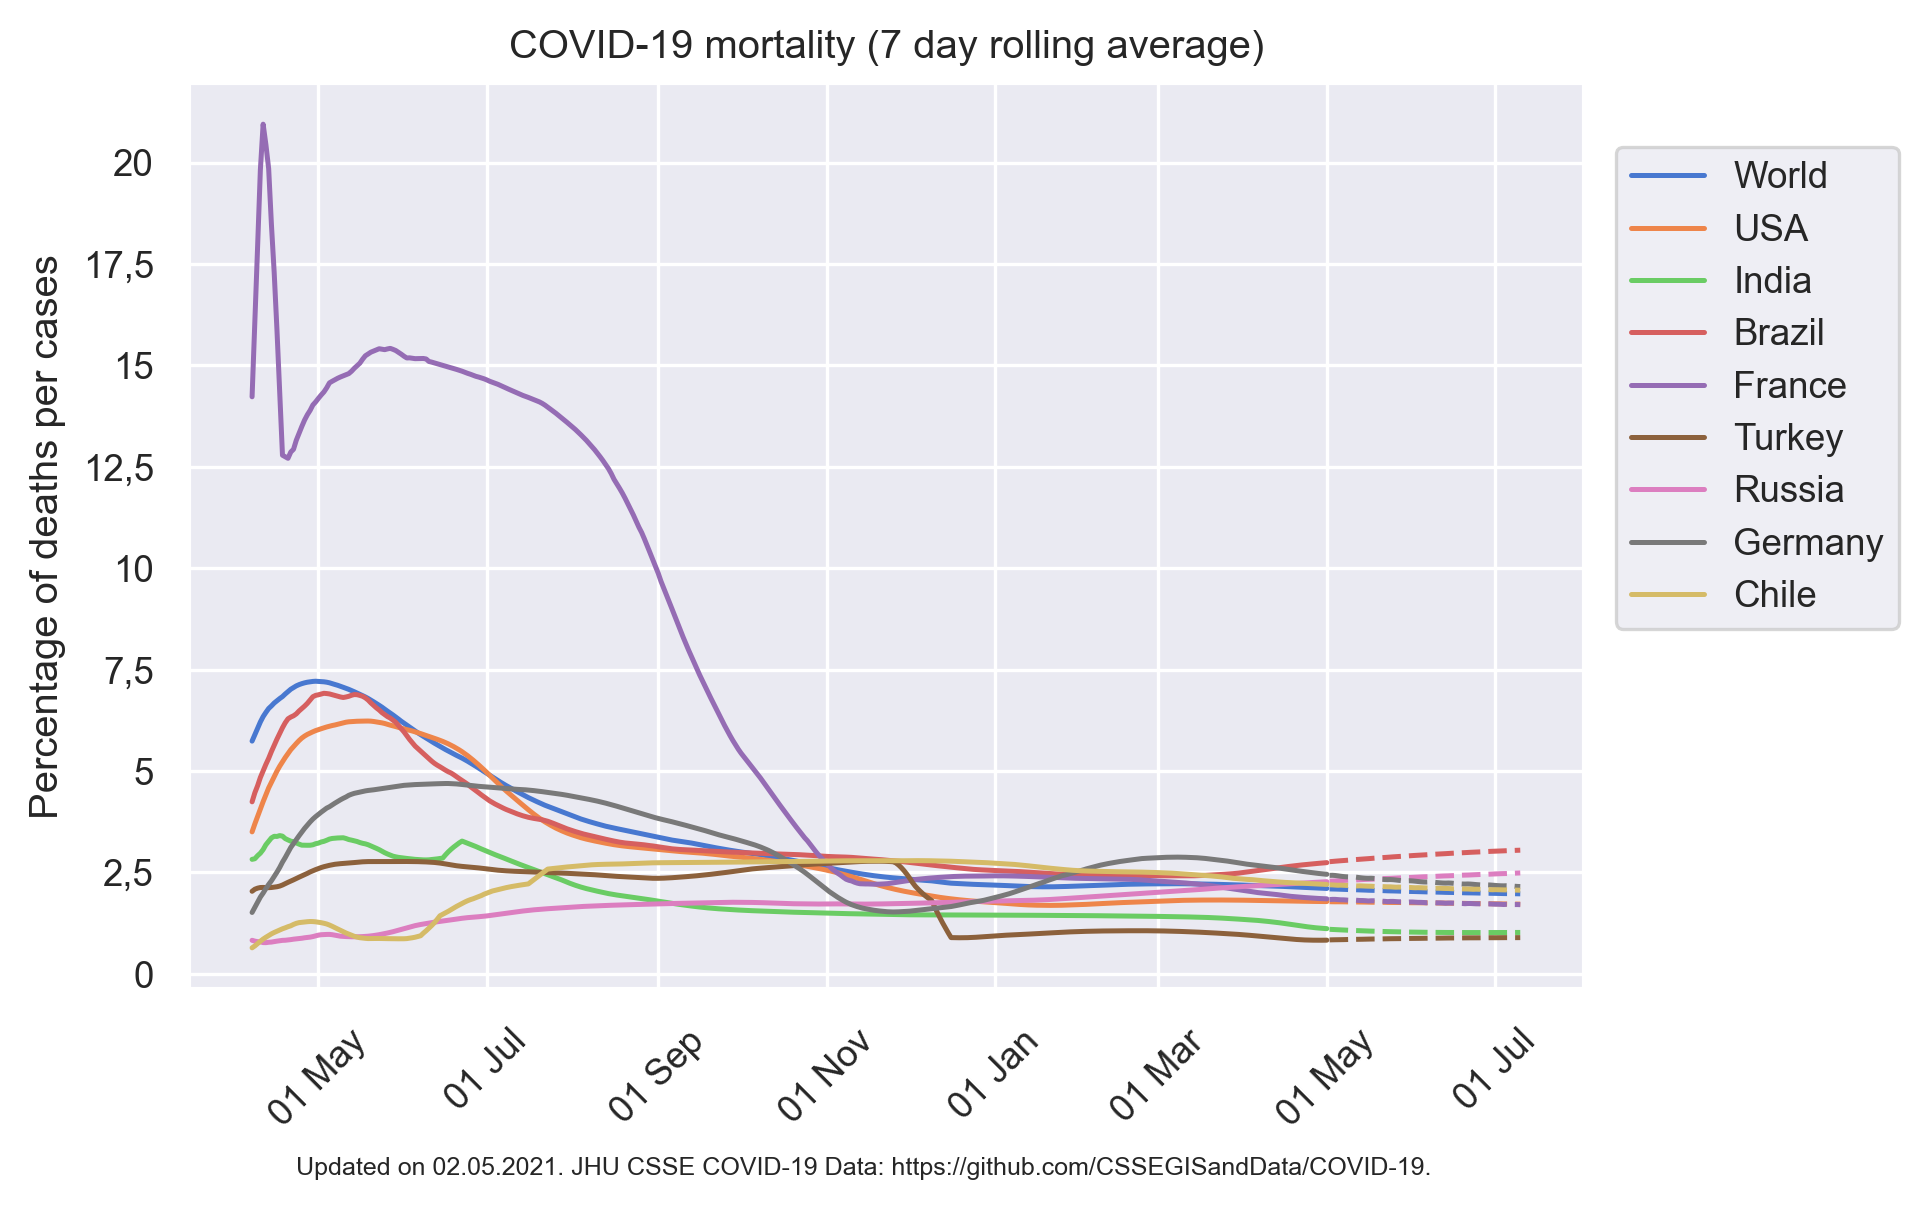 COVID-19 mortality (7 day rolling average)
Percentage of deaths per cases
20
17,5
15
12,5
10
7,5
5
2,5
0
01 May
01 Jul
01 Sep
01 Nov
01 Jan
01 Mar
01 May
01 Jul
World
USA
India
Brazil
France
Turkey
Russia
Germany
Chile
Updated on 02.05.2021. JHU CSSE COVID-19 Data: https://github.com/CSSEGISandData/COVID-19.